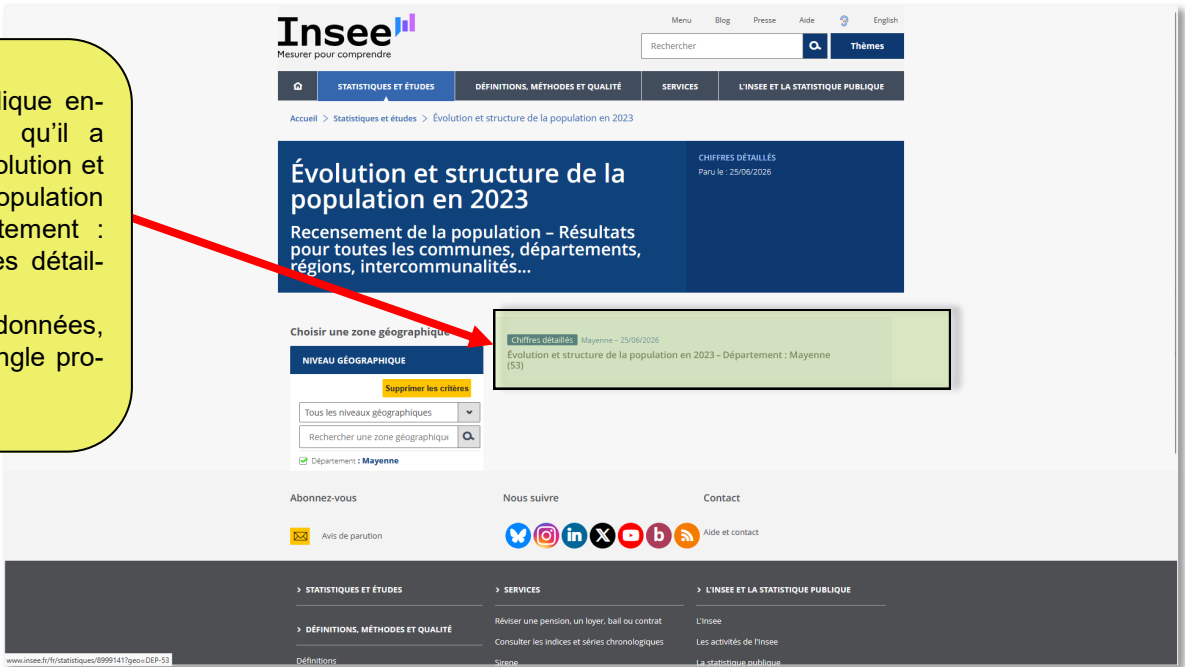 lique en-
qu’il a
olution et
opulation
tement :
es détail-
données,
ngle pro-
Insee
Mesurer pour comprendre
Menu Blog Presse Aide English
Rechercher Thèmes
STATISTIQUES ET ÉTUDES DÉFINITIONS, MÉTHODES ET QUALITÉ SERVICES L'INSEE ET LA STATISTIQUE PUBLIQUE
Accueil > Statistiques et études > Évolution et structure de la population en 2023
Évolution et structure de la
population en 2023
Recensement de la population – Résultats
pour toutes les communes, départements,
régions, intercommunalités...
CHIFFRES DÉTAILLÉS
Paru le : 25/06/2026
Choisir une zone géographique
NIVEAU GÉOGRAPHIQUE
Supprimer les critères
Tous les niveaux géographiques
Rechercher une zone géographique
Département : Mayenne
Chiffres détaillés Mayenne – 25/06/2026
Évolution et structure de la population en 2023 – Département : Mayenne
(53)
Abonnez-vous Nous suivre Contact
Avis de parution
in X b
Aide et contact
> STATISTIQUES ET ÉTUDES > SERVICES > L'INSEE ET LA STATISTIQUE PUBLIQUE
Réviser une pension, un loyer, bail ou contrat L'Insee
> DÉFINITIONS, MÉTHODES ET QUALITÉ
Consulter les indices et séries chronologiques Les activités de l'Insee
Définitions Sirene La statistique publique
www.insee.fr/fr/statistiques/8999141?geo=DEP-53